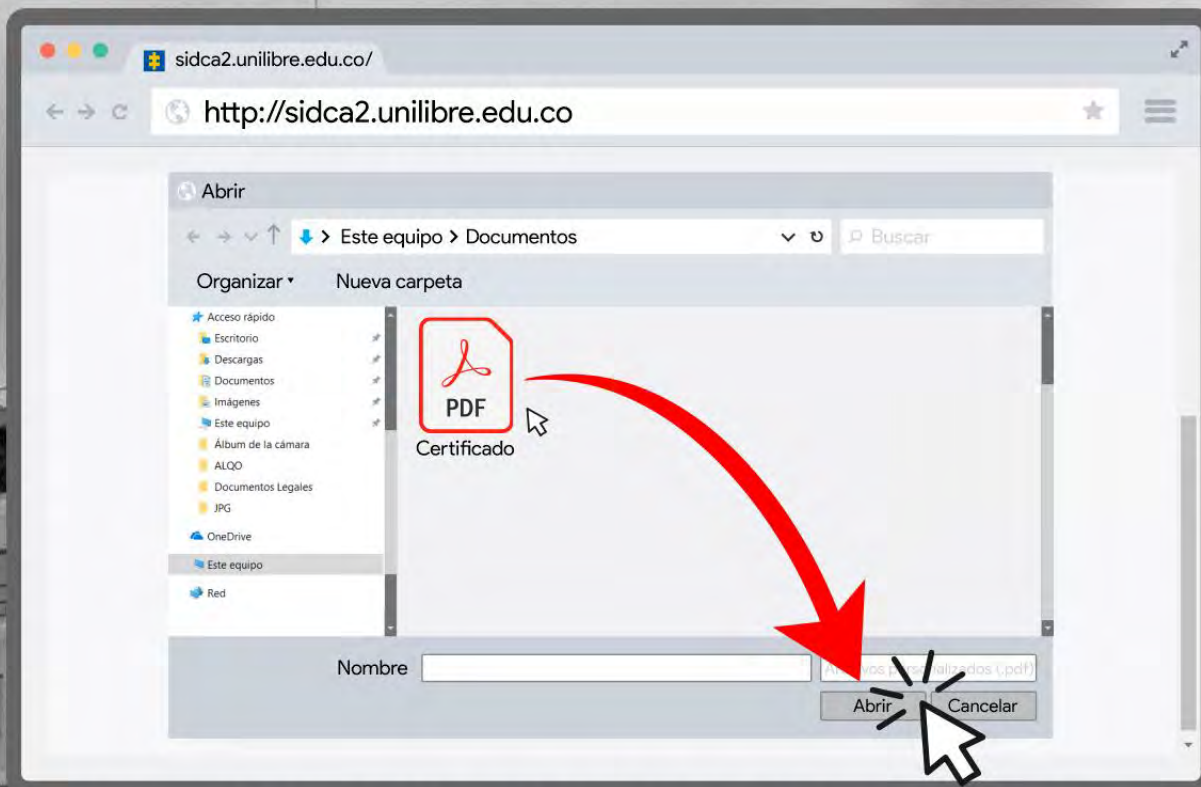 sidca2.unilibre.edu.co/
http://sidca2.unilibre.edu.co
Abrir
Este equipo > Documentos
Buscar
Organizar
Nueva carpeta
Acceso rápido
Escritorio
Descargas
Documentos
Imágenes
Este equipo
Álbum de la cámara
ALQO
Documentos Legales
JPG
OneDrive
Este equipo
Red
PDF
Certificado
Nombre
(.pdf)
Abrir
Cancelar